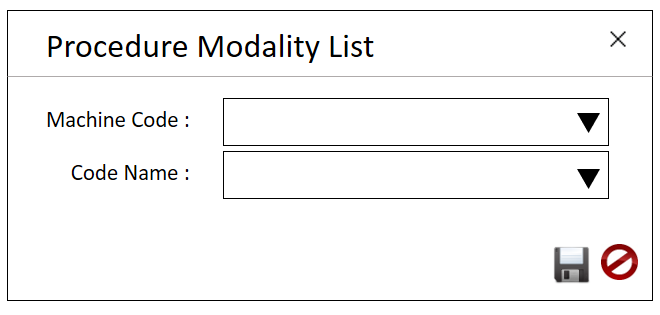 Procedure Modality List
Machine Code :
Code Name :